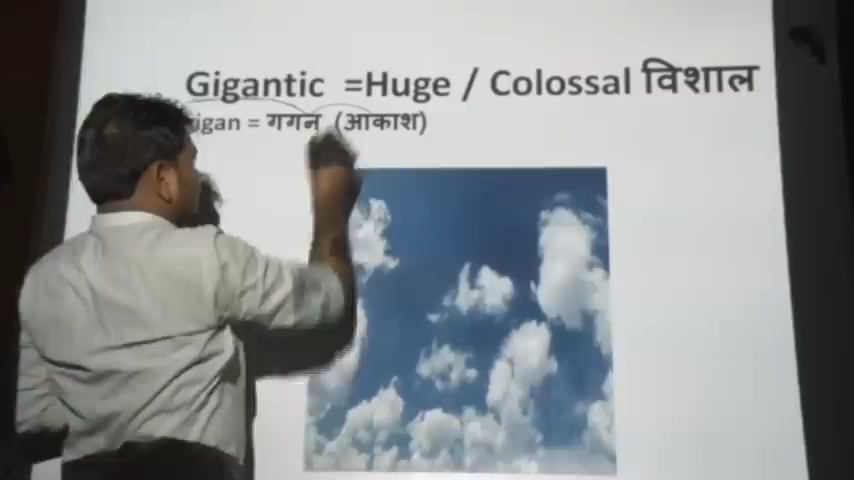 Gigantic =Huge / Colossal विशाल
igan = गगन (आकाश)